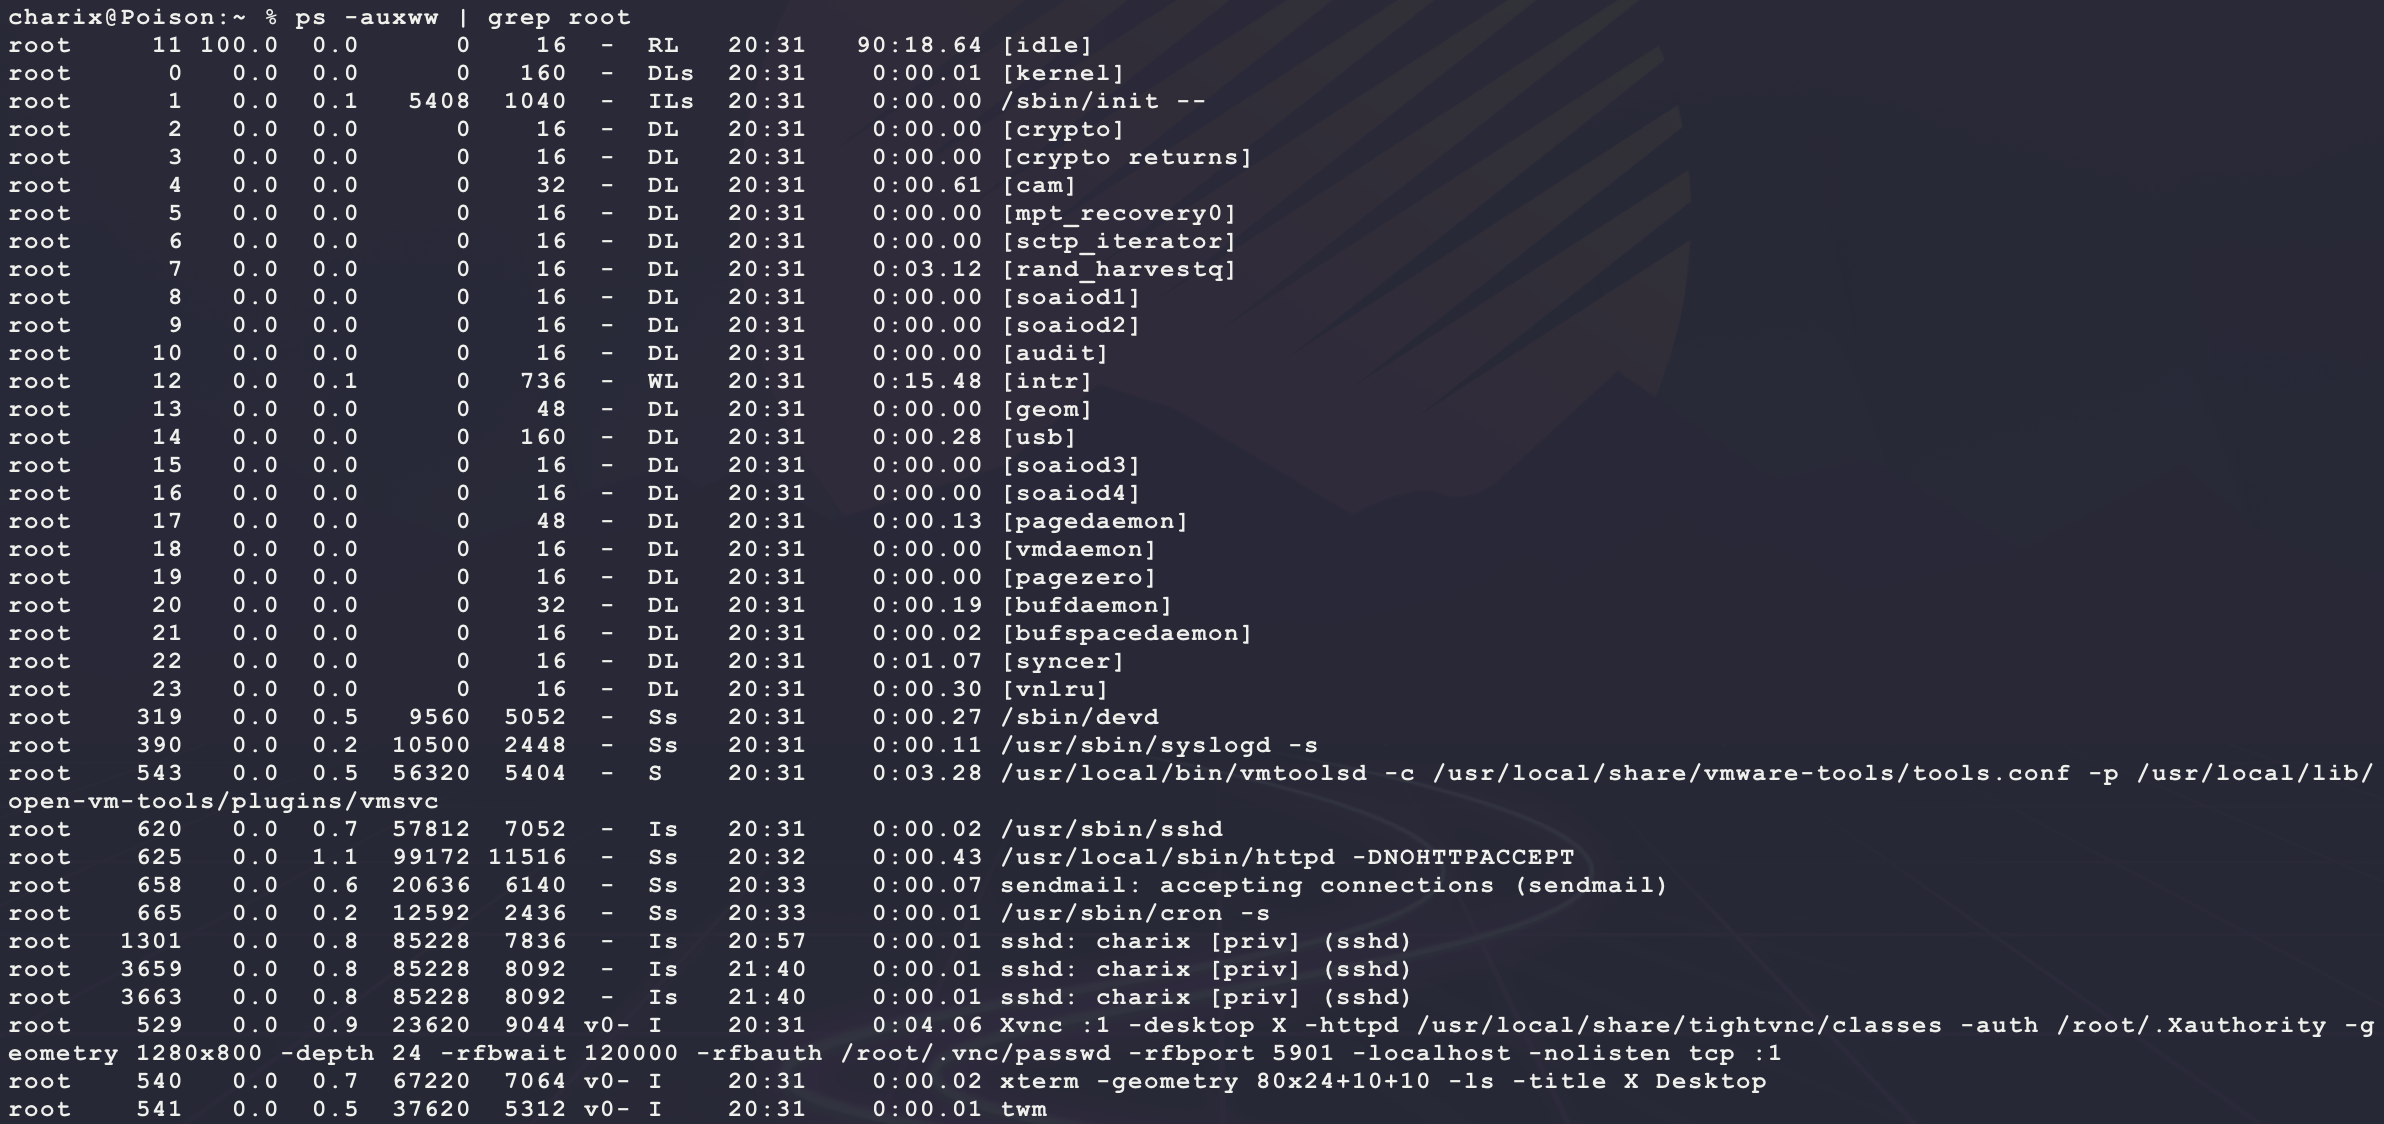 charix@Poison:~ % ps -auxww | grep root
root     11 100.0  0.0     0    16  -  RL   20:31   90:18.64 [idle]
root      0   0.0  0.0     0   160  -  DLs  20:31    0:00.01 [kernel]
root      1   0.0  0.1  5408  1040  -  ILs  20:31    0:00.00 /sbin/init --
root      2   0.0  0.0     0    16  -  DL   20:31    0:00.00 [crypto]
root      3   0.0  0.0     0    16  -  DL   20:31    0:00.00 [crypto returns]
root      4   0.0  0.0     0    32  -  DL   20:31    0:00.61 [cam]
root      5   0.0  0.0     0    16  -  DL   20:31    0:00.00 [mpt_recovery0]
root      6   0.0  0.0     0    16  -  DL   20:31    0:00.00 [sctp_iterator]
root      7   0.0  0.0     0    16  -  DL   20:31    0:03.12 [rand_harvestq]
root      8   0.0  0.0     0    16  -  DL   20:31    0:00.00 [soaiod1]
root      9   0.0  0.0     0    16  -  DL   20:31    0:00.00 [soaiod2]
root     10   0.0  0.0     0    16  -  DL   20:31    0:00.00 [audit]
root     12   0.0  0.1     0   736  -  WL   20:31    0:15.48 [intr]
root     13   0.0  0.0     0    48  -  DL   20:31    0:00.00 [geom]
root     14   0.0  0.0     0   160  -  DL   20:31    0:00.28 [usb]
root     15   0.0  0.0     0    16  -  DL   20:31    0:00.00 [soaiod3]
root     16   0.0  0.0     0    16  -  DL   20:31    0:00.00 [soaiod4]
root     17   0.0  0.0     0    48  -  DL   20:31    0:00.13 [pagedaemon]
root     18   0.0  0.0     0    16  -  DL   20:31    0:00.00 [vmdaemon]
root     19   0.0  0.0     0    16  -  DL   20:31    0:00.00 [pagezero]
root     20   0.0  0.0     0    32  -  DL   20:31    0:00.19 [bufdaemon]
root     21   0.0  0.0     0    16  -  DL   20:31    0:00.02 [bufspacedaemon]
root     22   0.0  0.0     0    16  -  DL   20:31    0:01.07 [syncer]
root     23   0.0  0.0     0    16  -  DL   20:31    0:00.30 [vnlru]
root    319   0.0  0.5  9560  5052  -  Ss   20:31    0:00.27 /sbin/devd
root    390   0.0  0.2 10500  2448  -  Ss   20:31    0:00.11 /usr/sbin/syslogd -s
root    543   0.0  0.5 56320  5404  -  S    20:31    0:03.28 /usr/local/bin/vmtoolsd -c /usr/local/share/vmware-tools/tools.conf -p /usr/local/lib/
open-vm-tools/plugins/vmsvc
root    620   0.0  0.7 57812  7052  -  Is   20:31    0:00.02 /usr/sbin/sshd
root    625   0.0  1.1 99172 11516  -  Ss   20:32    0:00.43 /usr/local/sbin/httpd -DNOHTTPACCEPT
root    658   0.0  0.6 20636  6140  -  Ss   20:33    0:00.07 sendmail: accepting connections (sendmail)
root    665   0.0  0.2 12592  2436  -  Ss   20:33    0:00.01 /usr/sbin/cron -s
root   1301   0.0  0.8 85228  7836  -  Is   20:57    0:00.01 sshd: charix [priv] (sshd)
root   3659   0.0  0.8 85228  8092  -  Is   21:40    0:00.01 sshd: charix [priv] (sshd)
root   3663   0.0  0.8 85228  8092  -  Is   21:40    0:00.01 sshd: charix [priv] (sshd)
root    529   0.0  0.9 23620  9044 v0- I    20:31    0:04.06 Xvnc :1 -desktop X -httpd /usr/local/share/tightvnc/classes -auth /root/.Xauthority -g
eometry 1280x800 -depth 24 -rfbwait 120000 -rfbauth /root/.vnc/passwd -rfbport 5901 -localhost -nolisten tcp :1
root    540   0.0  0.7 67220  7064 v0- I    20:31    0:00.02 xterm -geometry 80x24+10+10 -ls -title X Desktop
root    541   0.0  0.5 37620  5312 v0- I    20:31    0:00.01 twm